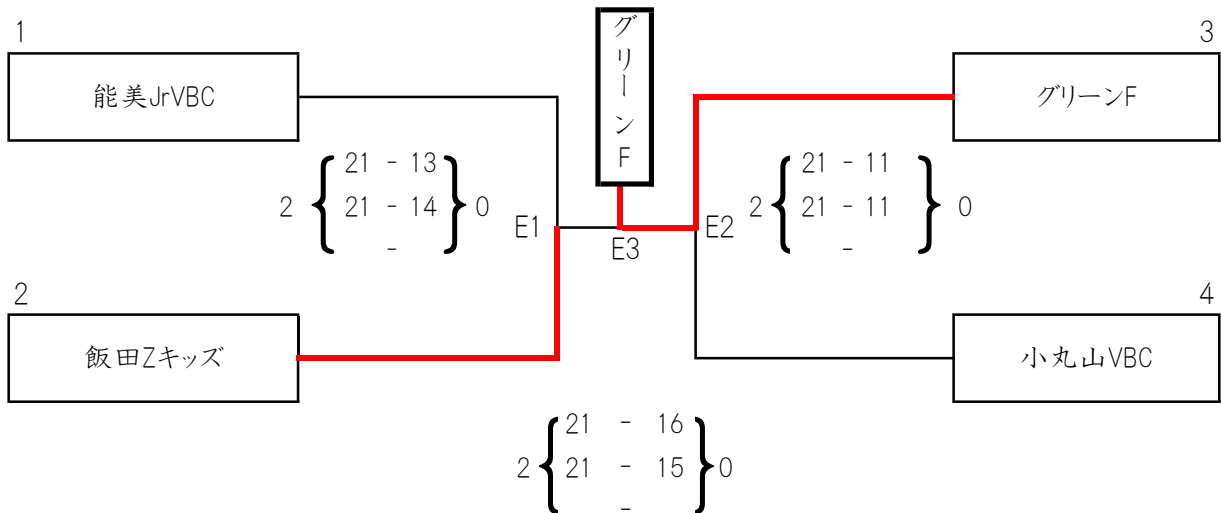 グリーンF
1
3
能美JrVBC
グリーンF
21 - 13
2 21 - 14 0
-
21 - 11
2 21 - 11 0
-
E1
E2
E3
2
4
飯田Zキッズ
小丸山VBC
21 - 16
2 21 - 15 0
-